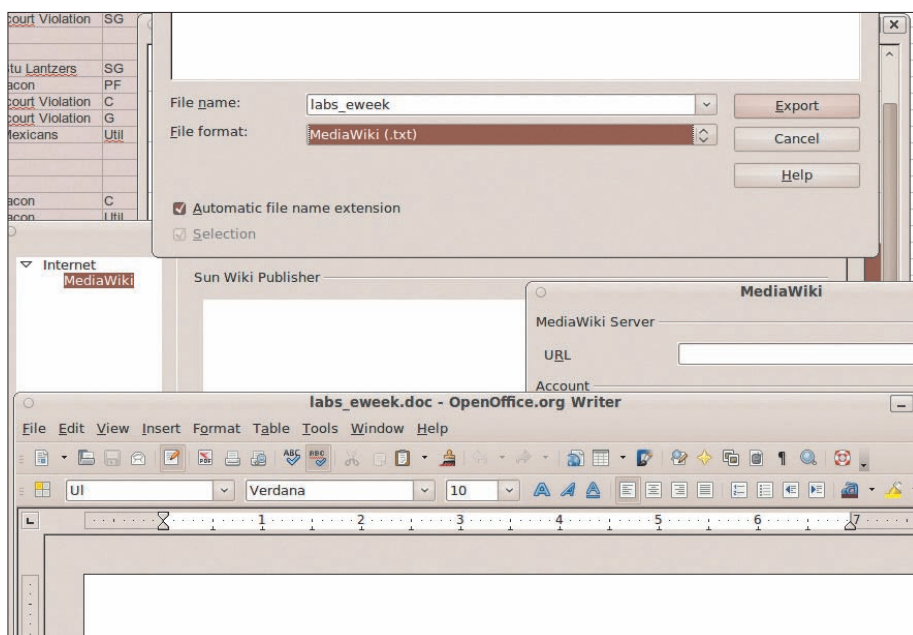 court Violation SG
Stu Lantzers SG
acon PF
court Violation C
court Violation G
Mexicans Util
acon C
acon Util
File name: labs_eweek Export
File format: MediaWiki (.txt) Cancel
Help
Automatic file name extension
Selection
Internet
MediaWiki
Sun Wiki Publisher
MediaWiki
MediaWiki Server
URL
Account
labs_eweek.doc - OpenOffice.org Writer
File Edit View Insert Format Table Tools Window Help
ABC ABC
Ul Verdana 10
1 2 3 4 5 6 7